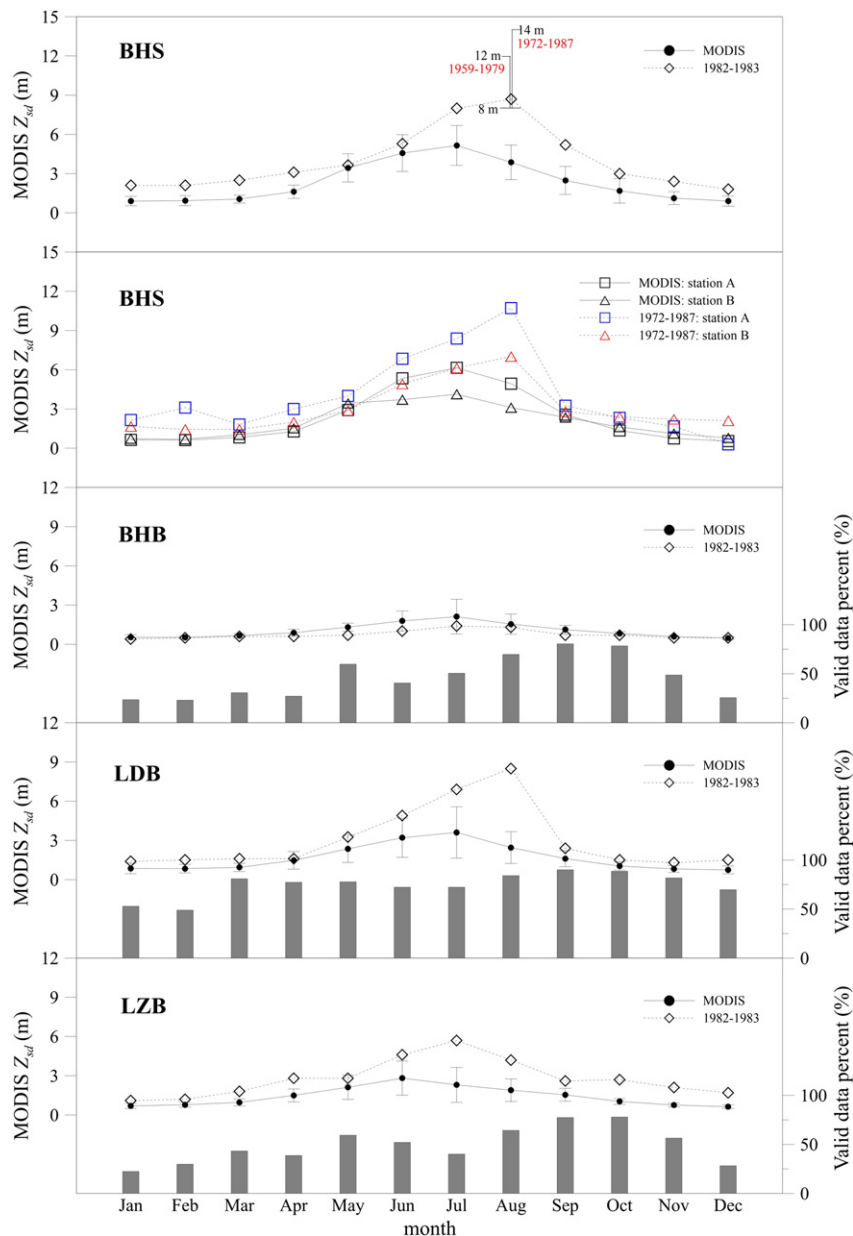 15
12
9
6
3
0
MODIS Zsd (m)
BHS
14 m
1972-1987
12 m
1959-1979
8 m
MODIS
1982-1983
15
12
9
6
3
0
MODIS Zsd (m)
BHS
MODIS: station A
MODIS: station B
1972-1987: station A
1972-1987: station B
12
9
6
3
0
MODIS Zsd (m)
BHB
MODIS
1982-1983
100
50
0
Valid data percent (%)
12
9
6
3
0
MODIS Zsd (m)
LDB
MODIS
1982-1983
100
50
0
Valid data percent (%)
12
9
6
3
0
MODIS Zsd (m)
LZB
MODIS
1982-1983
100
50
0
Valid data percent (%)
Jan Feb Mar Apr May Jun Jul Aug Sep Oct Nov Dec
month